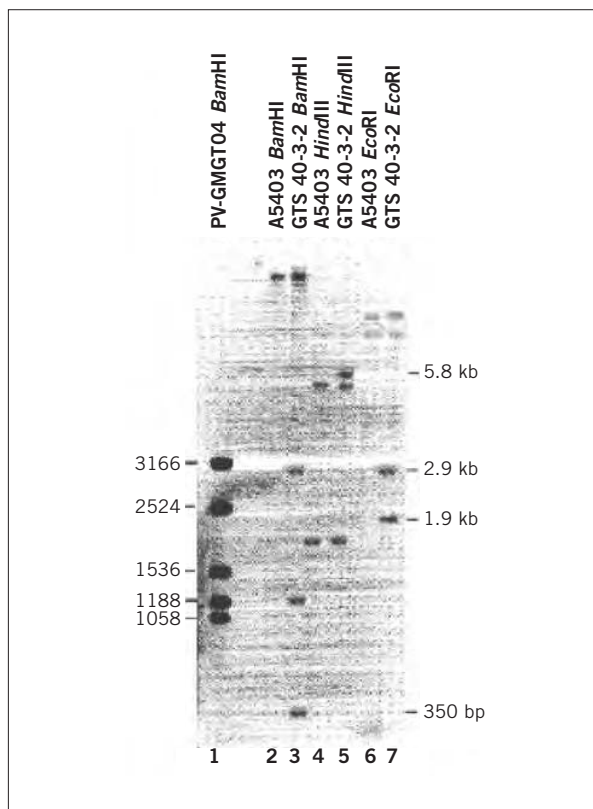 PV-GMGT04 BamHI
A5403 BamHI
GTS 40-3-2 BamHI
A5403 HindIII
GTS 40-3-2 HindIII
A5403 EcoRI
GTS 40-3-2 EcoRI
5.8 kb
3166
2.9 kb
2524
1.9 kb
1536
1188
1058
350 bp
1 2 3 4 5 6 7